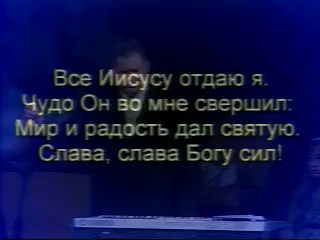 Все Иисусу отдаю я.
Чудо Он во мне свершил:
Мир и радость дал святую.
Слава, слава Богу сил!